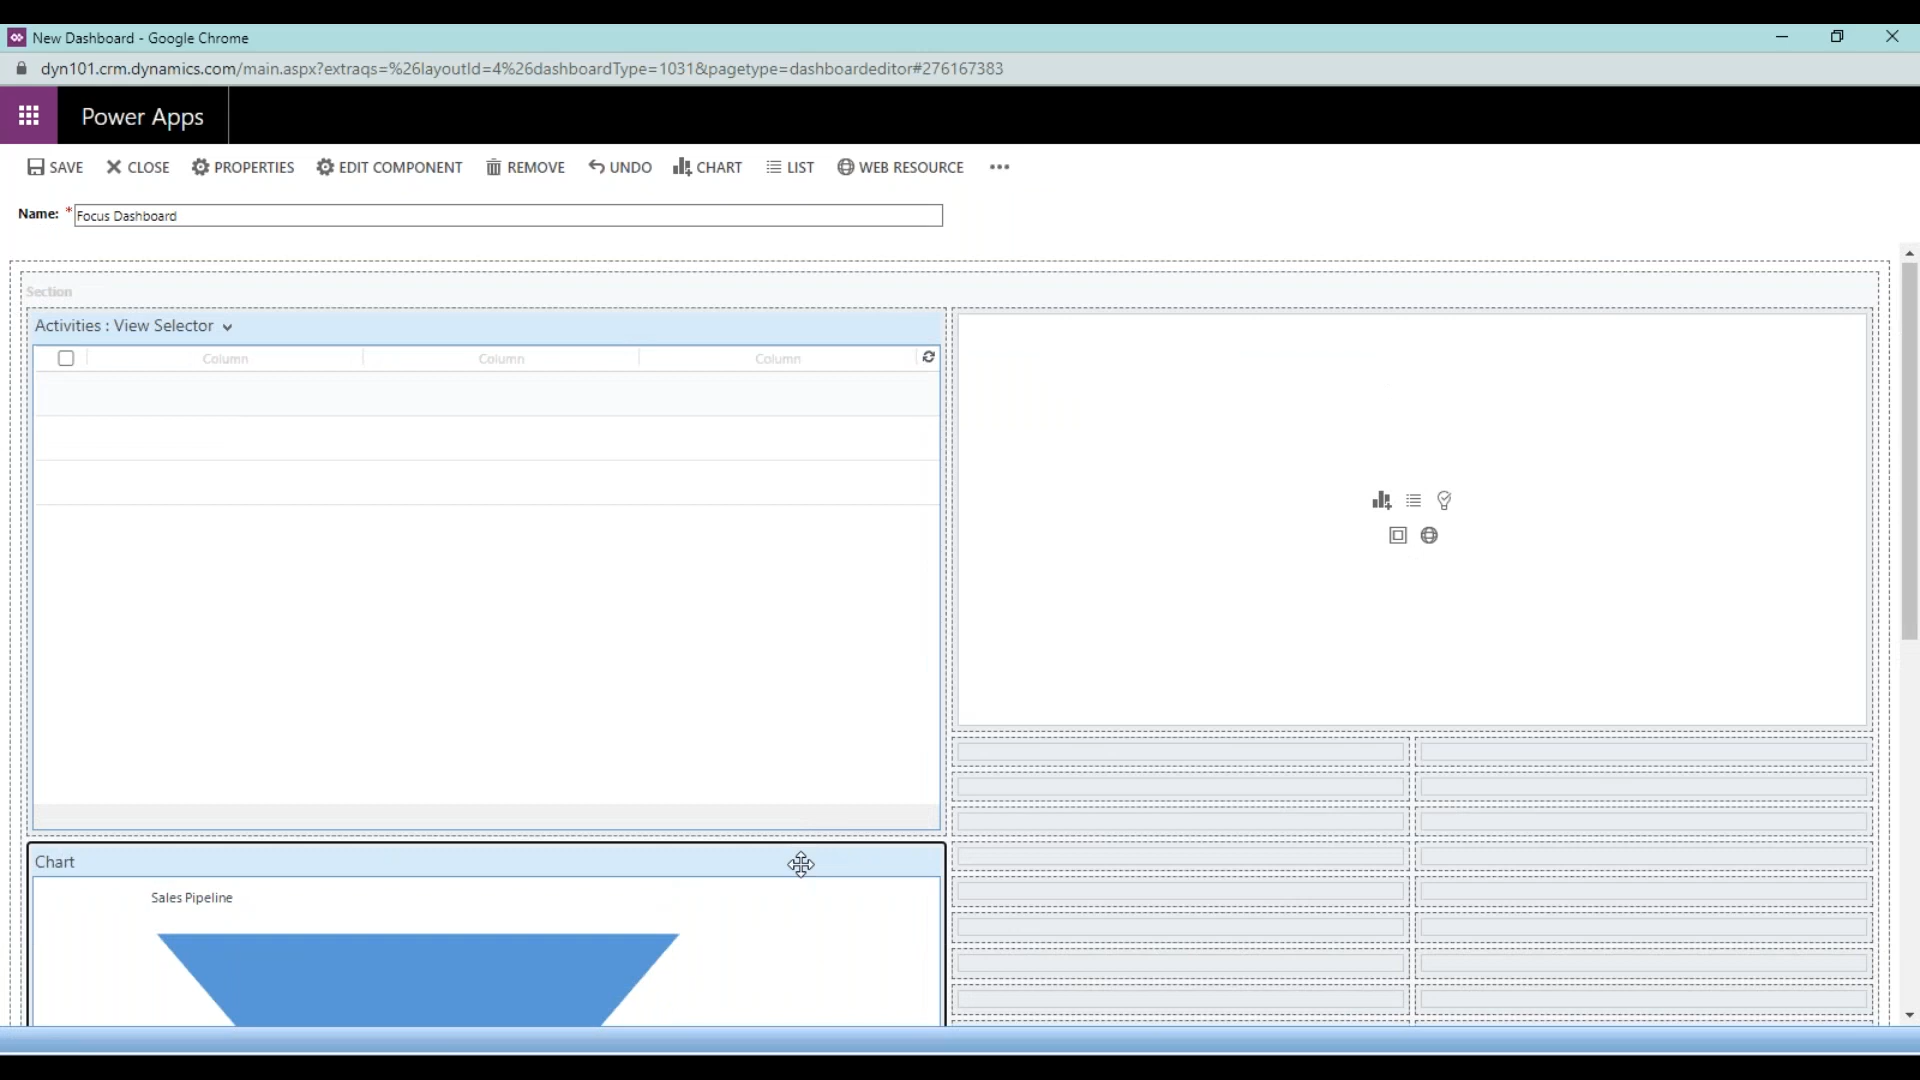 New Dashboard - Google Chrome
dyn101.crm.dynamics.com/main.aspx?extraqs=%26layoutId=4%26dashboardType=1031&pagetype=dashboardeditor#276167383
Power Apps
SAVE CLOSE PROPERTIES EDIT COMPONENT REMOVE UNDO CHART LIST WEB RESOURCE •••
Name: * Focus Dashboard
Section
Activities : View Selector
Column Column Column
Chart
Sales Pipeline